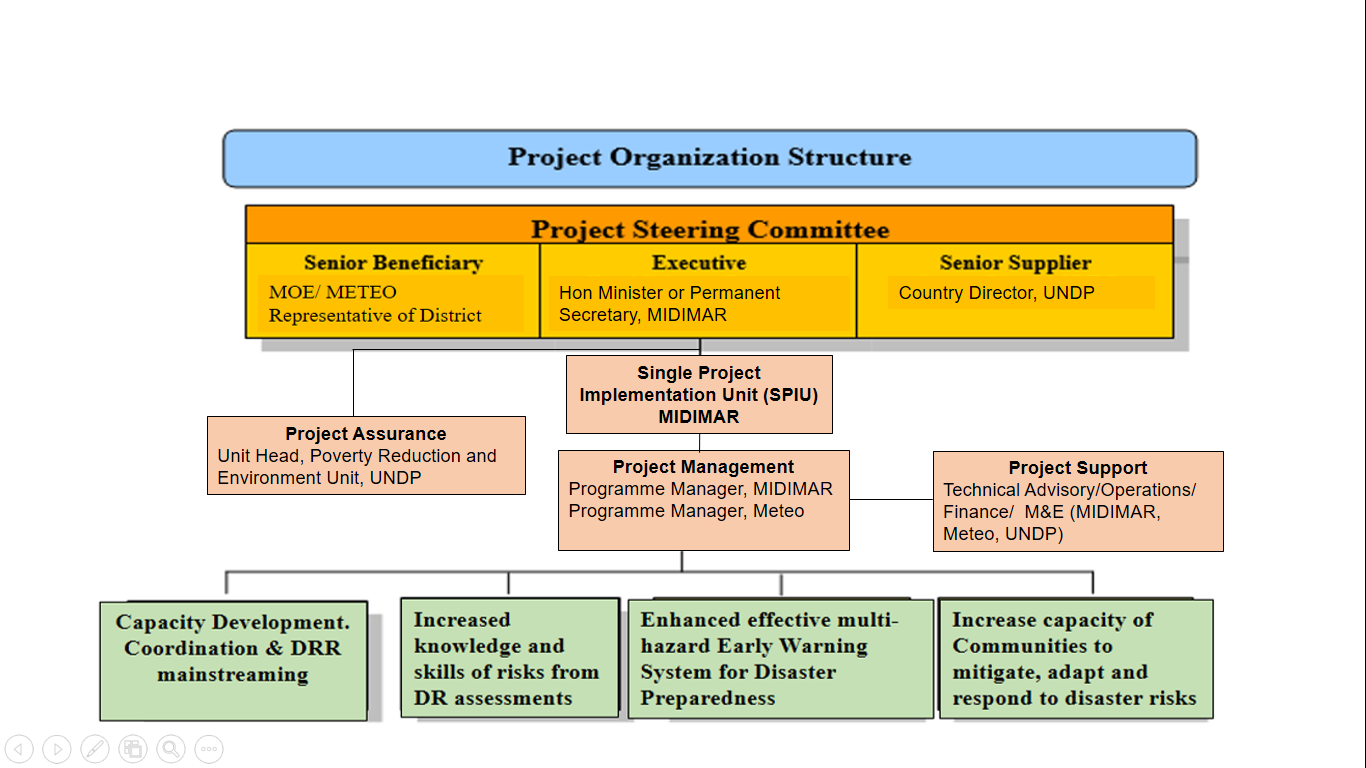 Project Organization Structure
Project Steering Committee
Senior Beneficiary
MOE/ METEO
Representative of District
Executive
Hon Minister or Permanent
Secretary, MIDIMAR
Senior Supplier
Country Director, UNDP
Single Project
Implementation Unit (SPIU)
MIDIMAR
Project Assurance
Unit Head, Poverty Reduction and
Environment Unit, UNDP
Project Management
Programme Manager, MIDIMAR
Programme Manager, Meteo
Project Support
Technical Advisory/Operations/
Finance/  M&E (MIDIMAR,
Meteo, UNDP)
Capacity Development.
Coordination & DRR
mainstreaming
Increased
knowledge and
skills of risks from
DR assessments
Enhanced effective multi-
hazard Early Warning
System for Disaster
Preparedness
Increase capacity of
Communities to
mitigate, adapt and
respond to disaster risks